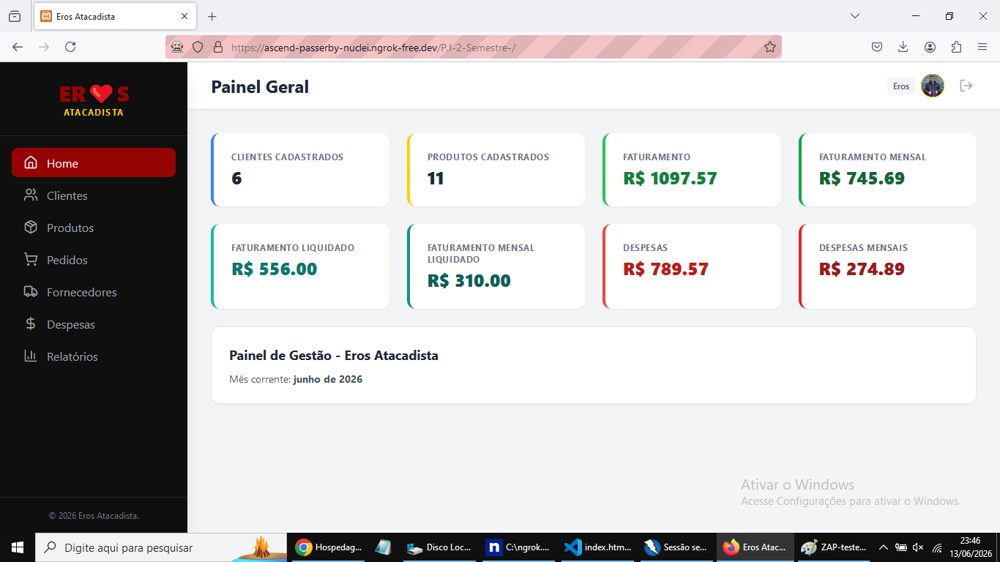 Eros Atacadista
https://ascend-passerby-nuclei.ngrok-free.dev/P.I-2-Semestre-/
ER S
ATACADISTA
Painel Geral
Eros
Home
Clientes
Produtos
Pedidos
Fornecedores
Despesas
Relatórios
CLIENTES CADASTRADOS
6
PRODUTOS CADASTRADOS
11
FATURAMENTO
R$ 1097.57
FATURAMENTO MENSAL
R$ 745.69
FATURAMENTO LIQUIDADO
R$ 556.00
FATURAMENTO MENSAL
LIQUIDADO
R$ 310.00
DESPESAS
R$ 789.57
DESPESAS MENSAIS
R$ 274.89
Painel de Gestão - Eros Atacadista
Mês corrente: junho de 2026
Ativar o Windows
Acesse Configurações para ativar o Windows.
© 2026 Eros Atacadista.
Digite aqui para pesquisar
Hospedag...
Disco Loc...
n
C:\ngrok....
index.htm...
Sessão se...
Eros Atac...
ZAP-teste...
23:46
13/06/2026